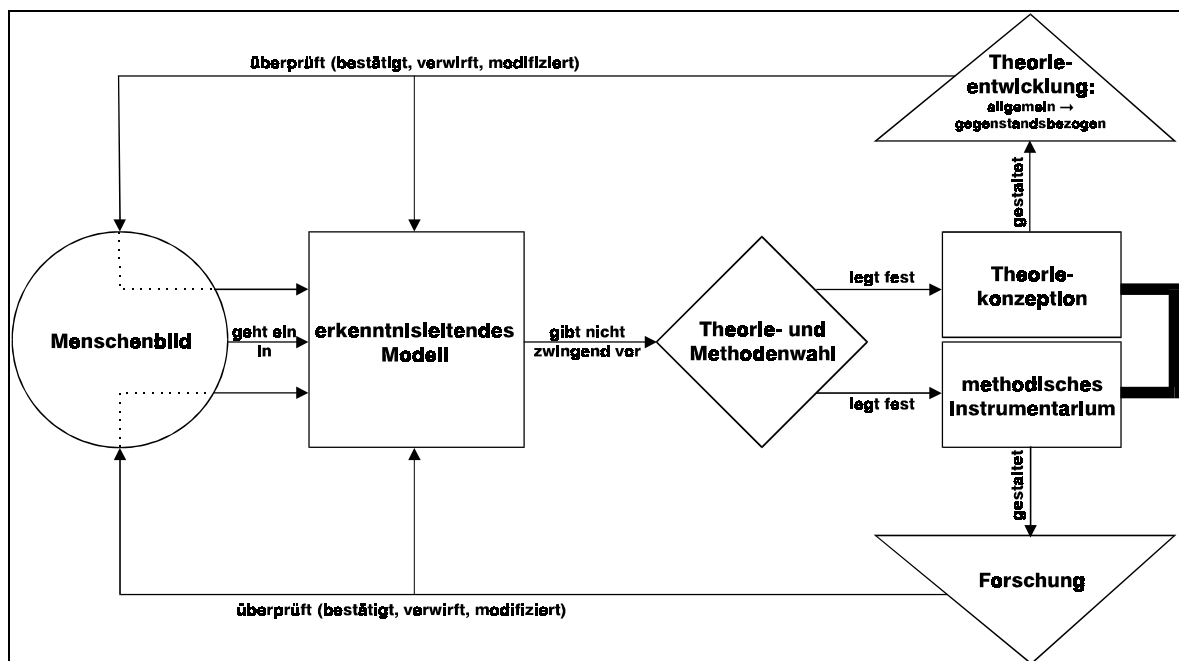 überprüft (bestätigt, verwirft, modifiziert)
Theorie-
entwicklung:
allgemein →
gegenstandsbezogen
gestaltet
Menschenbild
geht ein
in
erkenntnisleitendes
Modell
gibt nicht
zwingend vor
Theorie- und
Methodenwahl
legt fest
Theorie-
konzeption
legt fest
methodisches
Instrumentarium
gestaltet
Forschung
überprüft (bestätigt, verwirft, modifiziert)